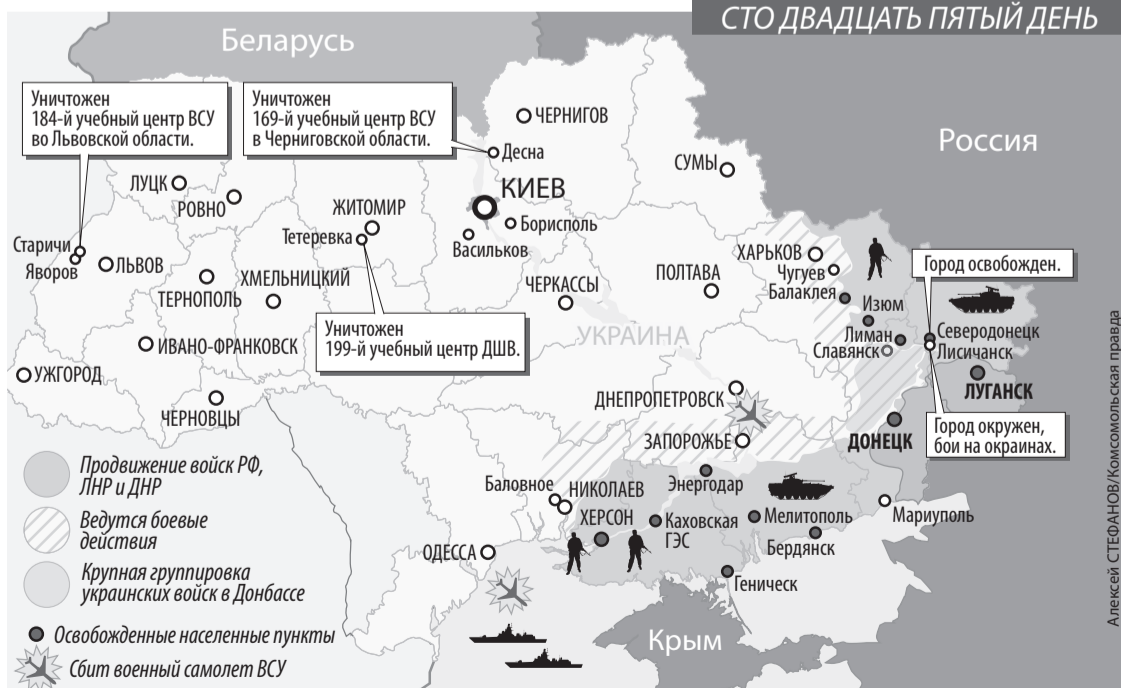 СТО ДВАДЦАТЬ ПЯТЫЙ ДЕНЬ
Беларусь
Россия
Уничтожен
184-й учебный центр ВСУ
во Львовской области.
Уничтожен
169-й учебный центр ВСУ
в Черниговской области.
ЧЕРНИГОВ
Десна
СУМЫ
ЛУЦК
РОВНО
ЖИТОМИР
Тетеревка
КИЕВ
Борисполь
Васильков
Старичи
Яворов
ЛЬВОВ
ТЕРНОПОЛЬ
ХМЕЛЬНИЦКИЙ
ЧЕРКАССЫ
ПОЛТАВА
ХАРЬКОВ
Чугуев
Балаклея
Изюм
Лиман
Славянск
Город освобожден.
Северодонецк
Лисичанск
ЛУГАНСК
УКРАИНА
Уничтожен
199-й учебный центр ДШВ.
ИВАНО-ФРАНКОВСК
УЖГОРОД
ЧЕРНОВЦЫ
ДНЕПРОПЕТРОВСК
ЗАПОРОЖЬЕ
ДОНЕЦК
Город окружен,
бои на окраинах.
Энергодар
Баловное
НИКОЛАЕВ
ХЕРСОН
Каховская
ГЭС
Мелитополь
Бердянск
Мариуполь
Геническ
ОДЕССА
Крым
Продвижение войск РФ,
ЛНР и ДНР
Ведутся боевые
действия
Крупная группировка
украинских войск в Донбассе
Освобожденные населенные пункты
Сбит военный самолет ВСУ
Алексей СТЕФАНОВ/Комсомольская правда